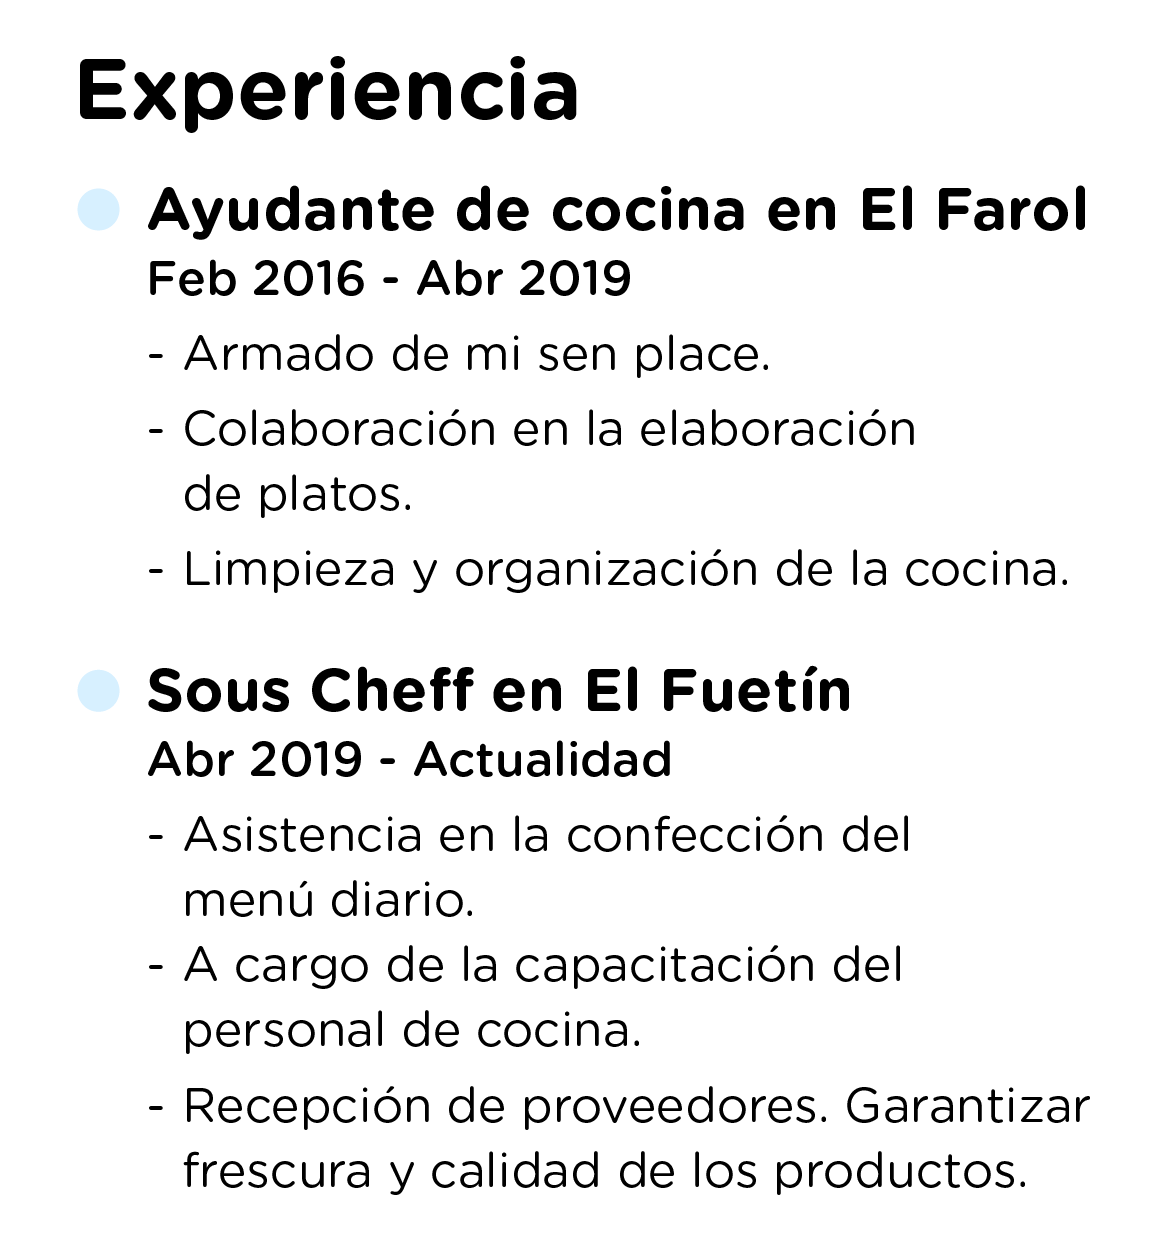 Experiencia
Ayudante de cocina en El Farol
Feb 2016 - Abr 2019
- Armado de mi sen place.
- Colaboración en la elaboración
de platos.
- Limpieza y organización de la cocina.
Sous Cheff en El Fuetín
Abr 2019 - Actualidad
- Asistencia en la confección del
menú diario.
- A cargo de la capacitación del
personal de cocina.
- Recepción de proveedores. Garantizar
frescura y calidad de los productos.